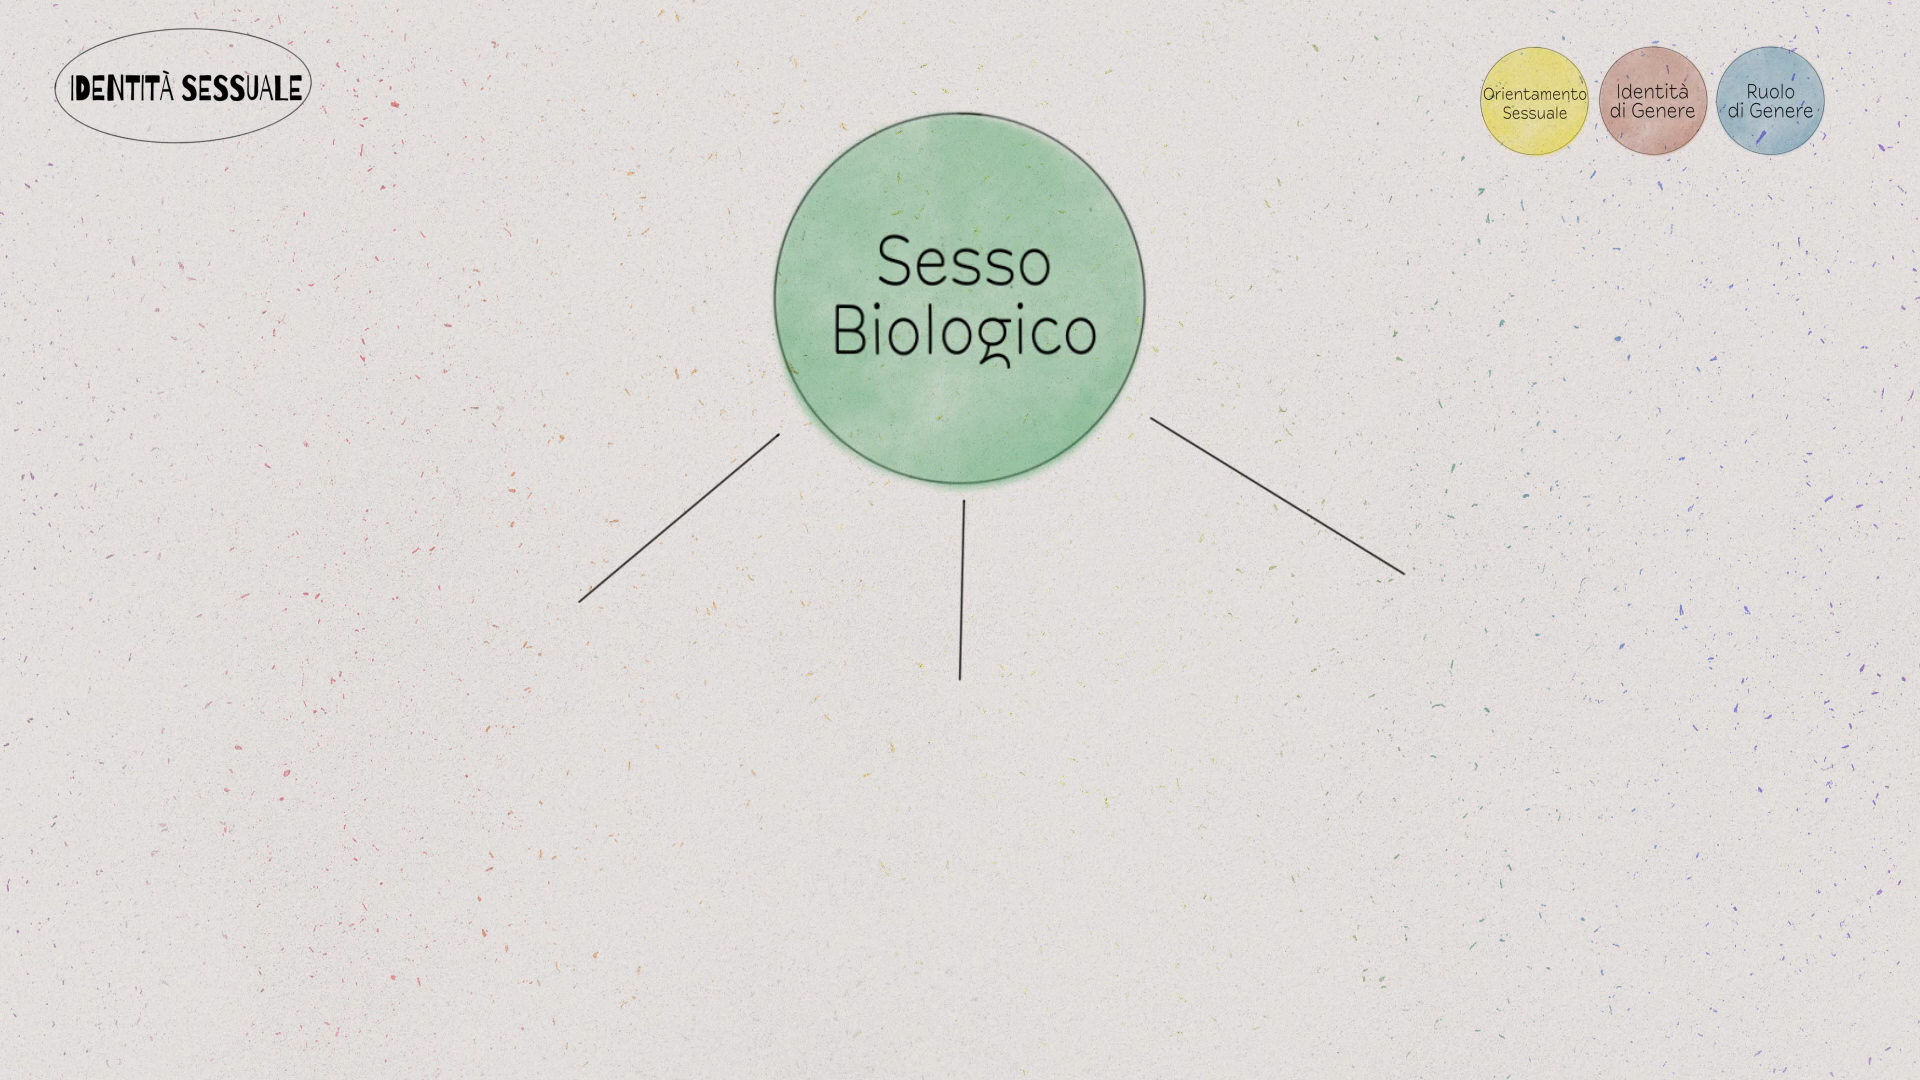 IDENTITÀ SESSUALE
Orientamento
Sessuale
Identità
di Genere
Ruolo
di Genere
Sesso
Biologico